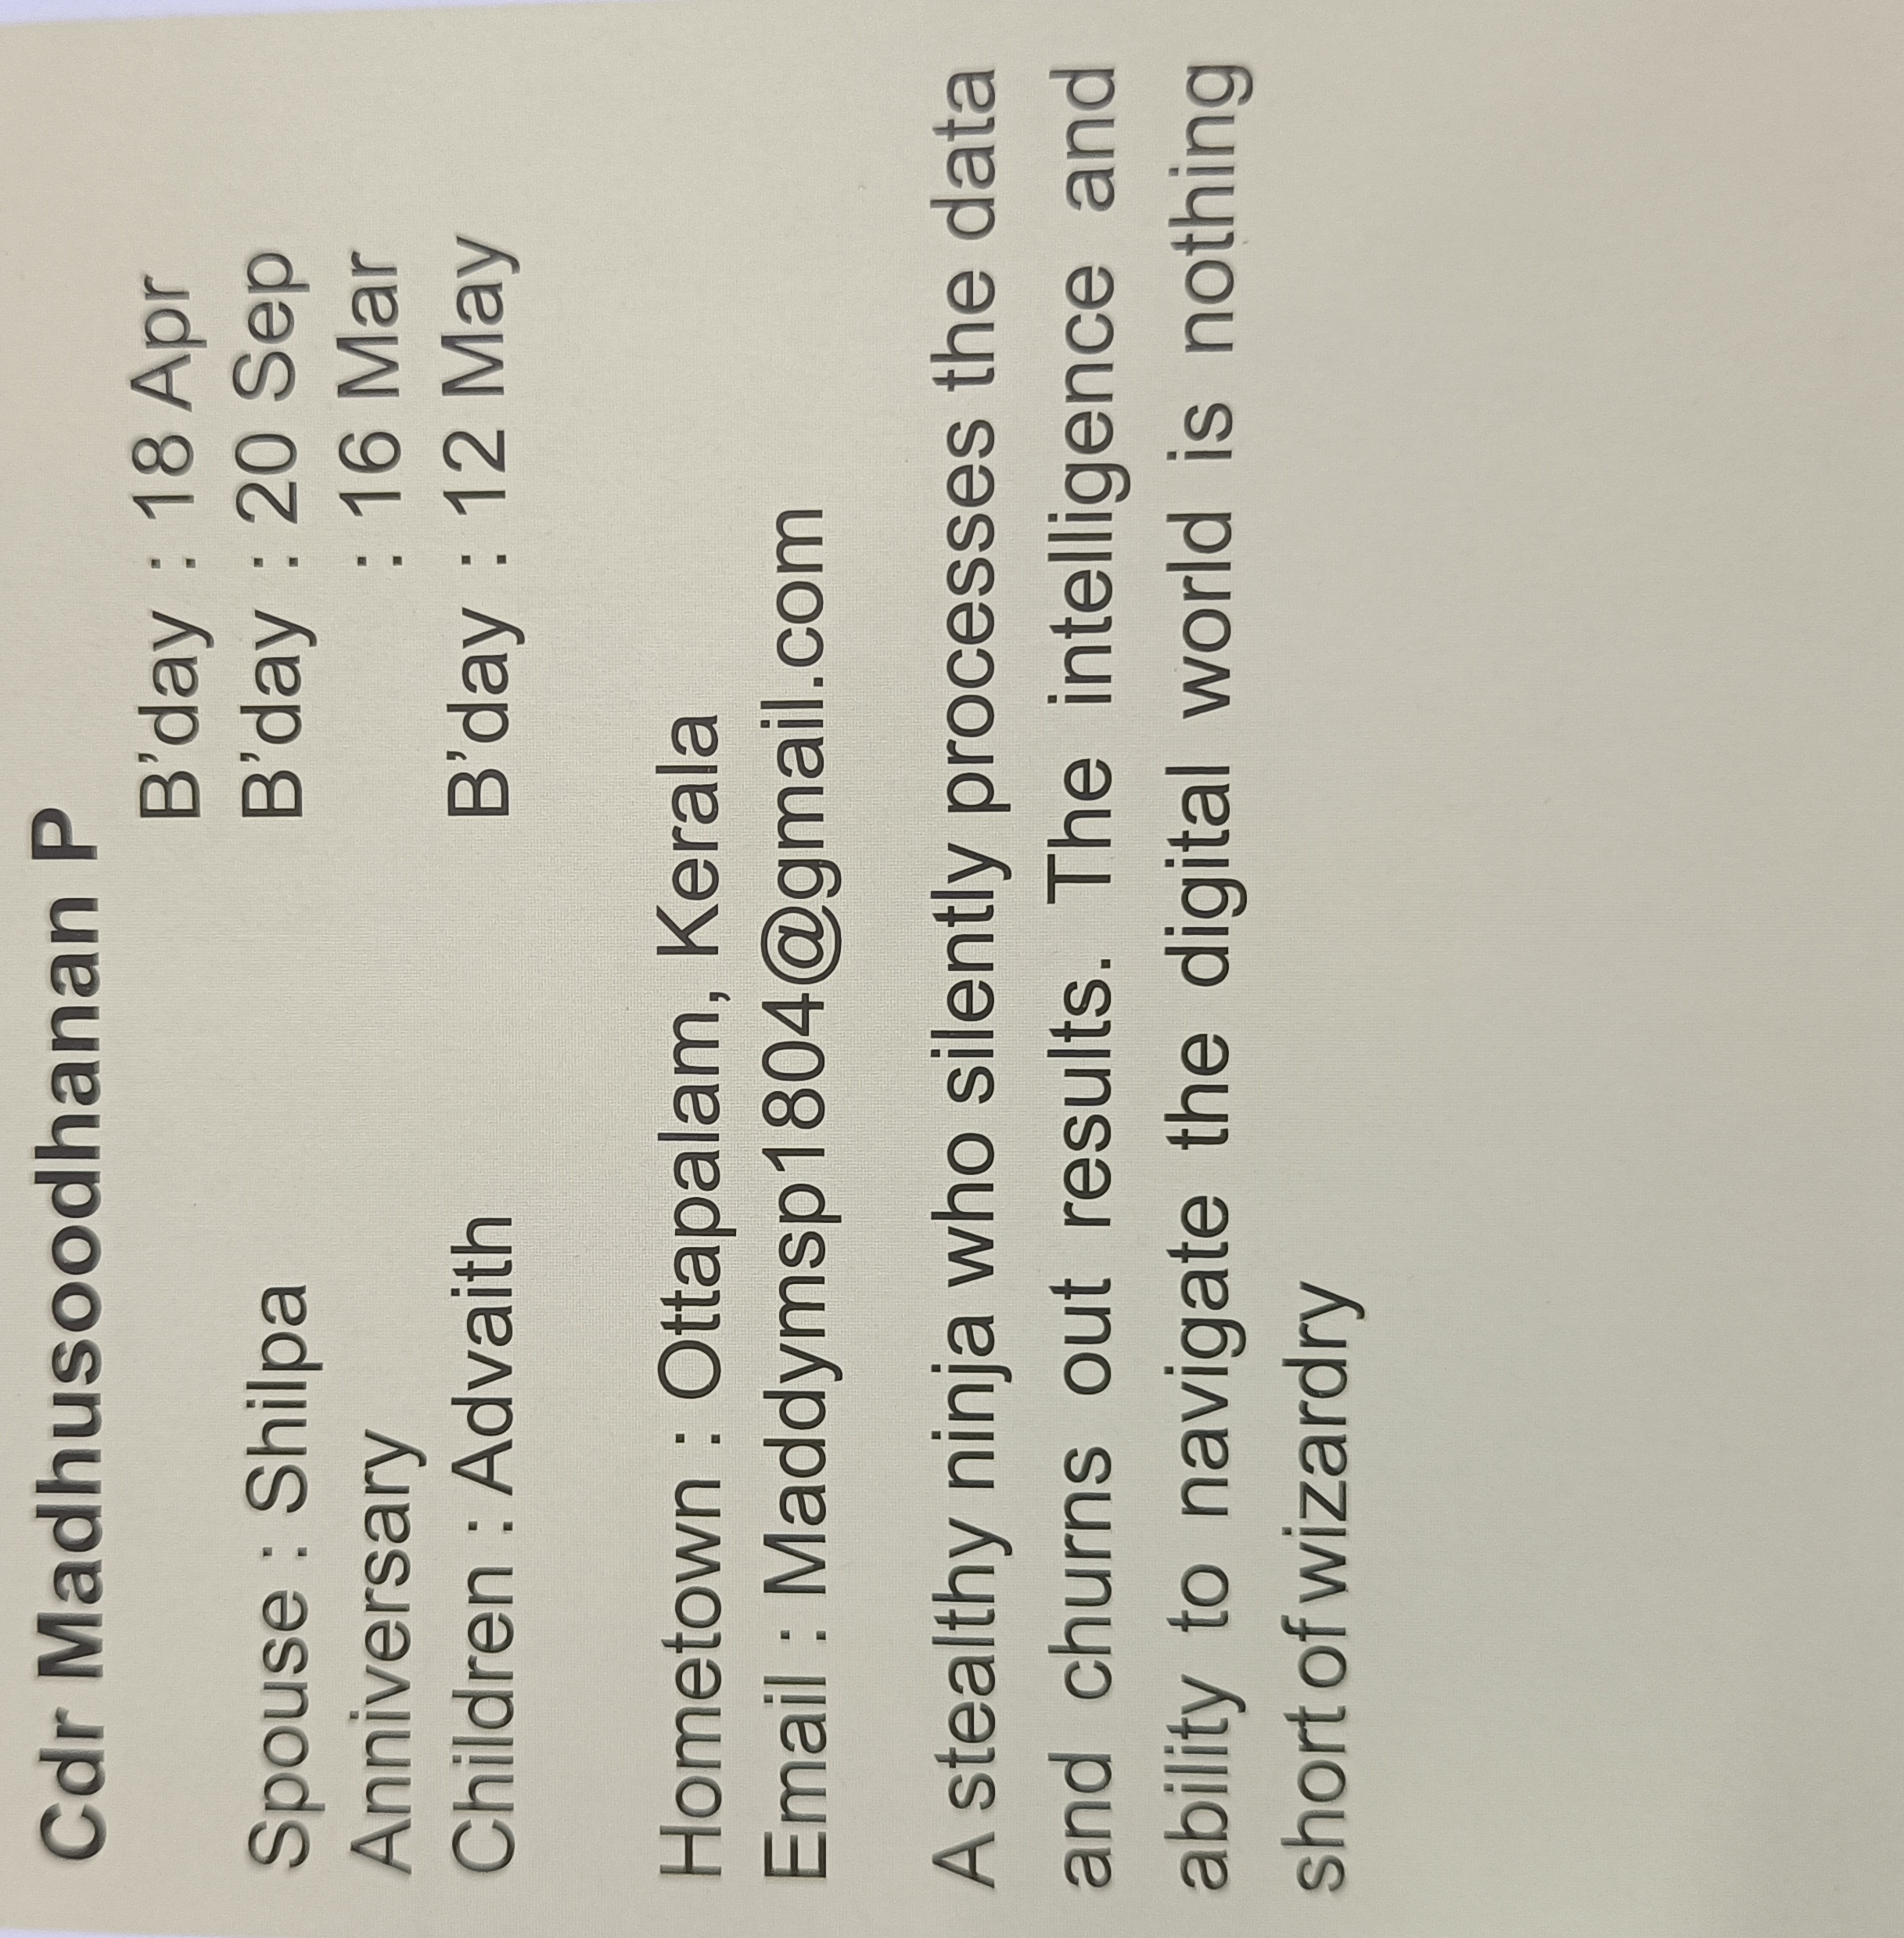 Cdr Madhusoodhanan P
B’day : 18 Apr
Spouse : Shilpa B’day : 20 Sep
Anniversary : 16 Mar
Children : Advaith B’day : 12 May
Hometown : Ottapalam, Kerala
Email : Maddymsp1804@gmail.com
A stealthy ninja who silently processes the data
and churns out results. The intelligence and
ability to navigate the digital world is nothing
short of wizardry